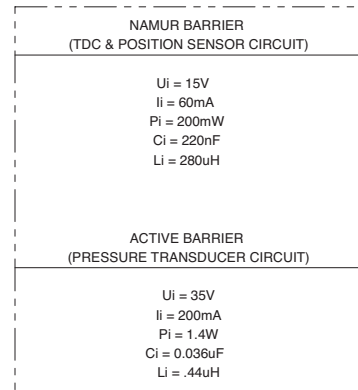 NAMUR BARRIER
(TDC & POSITION SENSOR CIRCUIT)
Ui = 15V
Ii = 60mA
Pi = 200mW
Ci = 220nF
Li = 280uH
ACTIVE BARRIER
(PRESSURE TRANSDUCER CIRCUIT)
Ui = 35V
Ii = 200mA
Pi = 1.4W
Ci = 0.036uF
Li = .44uH